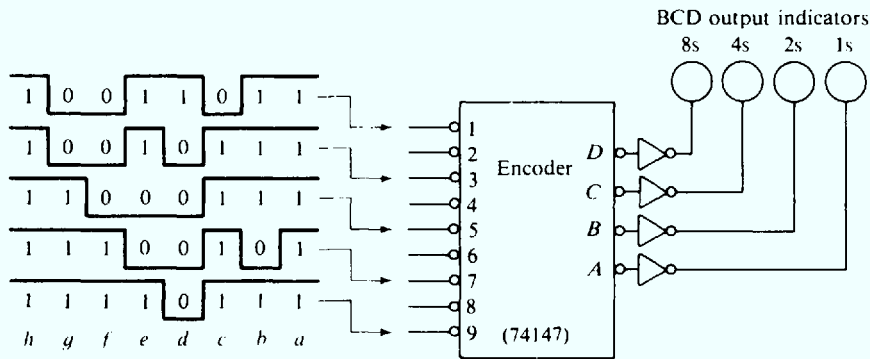 BCD output indicators
8s 4s 2s 1s
1 0 0 1 1 0 1 1
1 0 0 1 0 1 1 1
1 1 0 0 0 1 1 1
1 1 1 0 0 1 0 1
1 1 1 1 0 1 1 1
h g f e d c b a
1
2
3
4
5
6
7
8
9
Encoder
(74147)
D
C
B
A